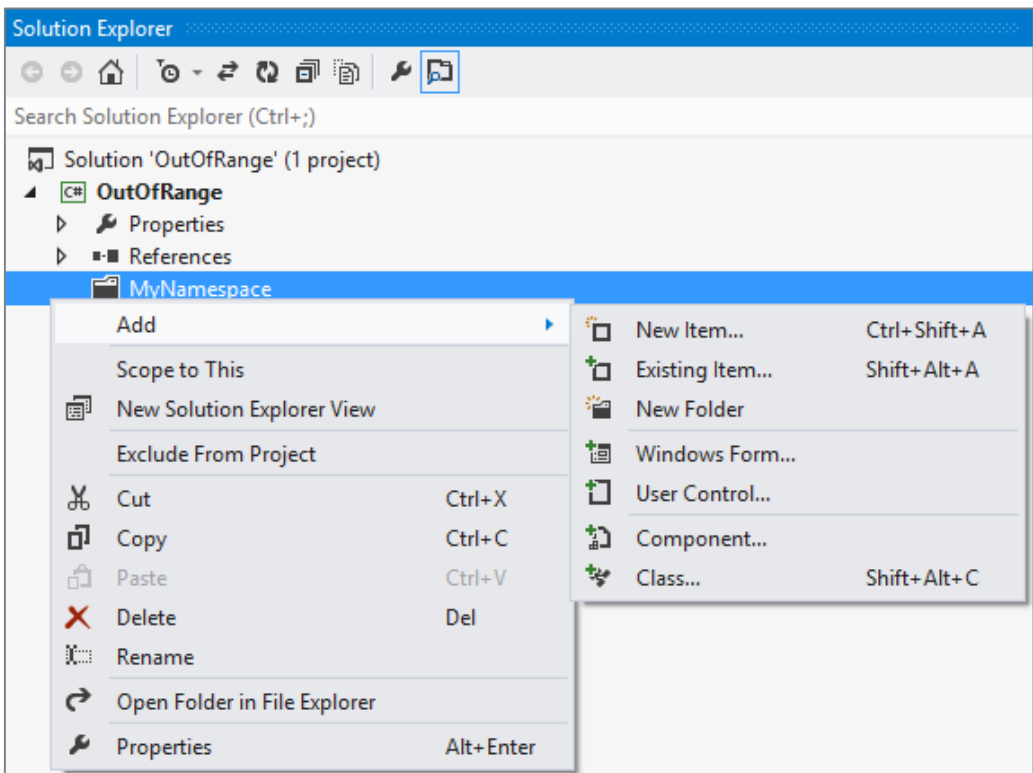 Solution Explorer
Search Solution Explorer (Ctrl+;)
Solution 'OutOfRange' (1 project)
C# OutOfRange
Properties
References
MyNamespace
Add
Scope to This
New Solution Explorer View
Exclude From Project
Cut Ctrl+X
Copy Ctrl+C
Paste Ctrl+V
Delete Del
Rename
Open Folder in File Explorer
Properties Alt+Enter
New Item... Ctrl+Shift+A
Existing Item... Shift+Alt+A
New Folder
Windows Form...
User Control...
Component...
Class... Shift+Alt+C